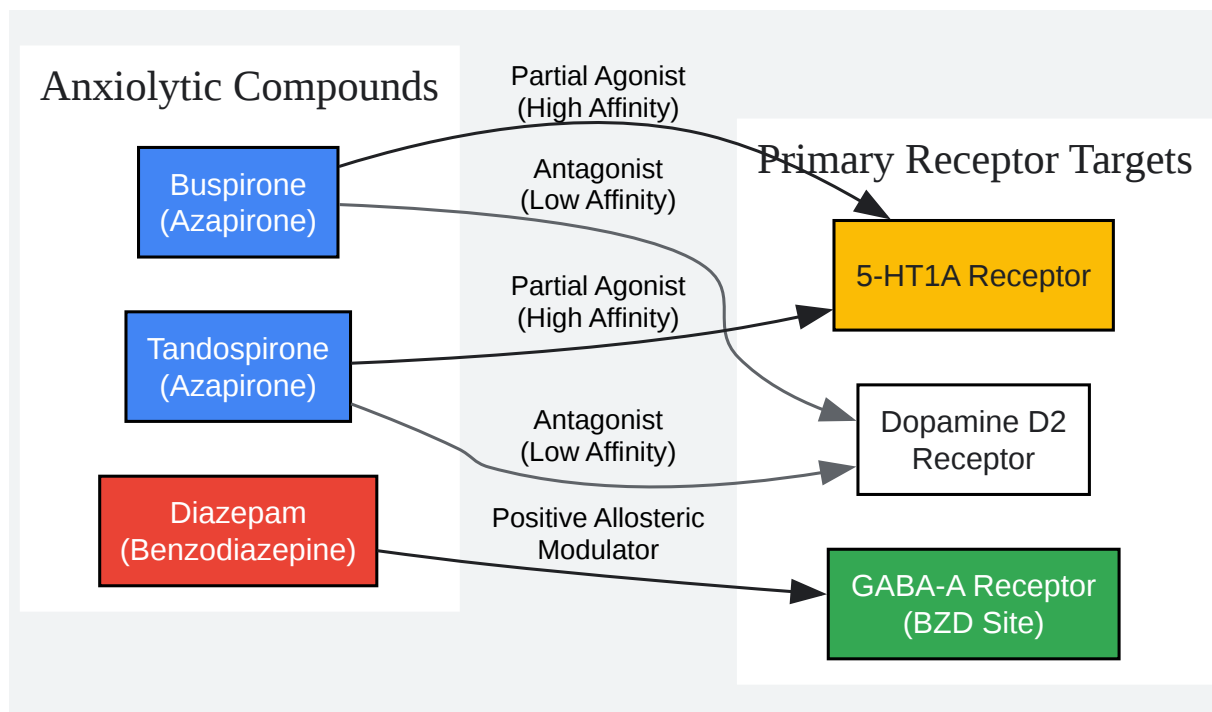 Anxiolytic Compounds
Buspirone
(Azapirone)
Tandospirone
(Azapirone)
Diazepam
(Benzodiazepine)
Partial Agonist
(High Affinity)
Antagonist
(Low Affinity)
Partial Agonist
(High Affinity)
Antagonist
(Low Affinity)
Positive Allosteric
Modulator
Primary Receptor Targets
5-HT1A Receptor
Dopamine D2
Receptor
GABA-A Receptor
(BZD Site)